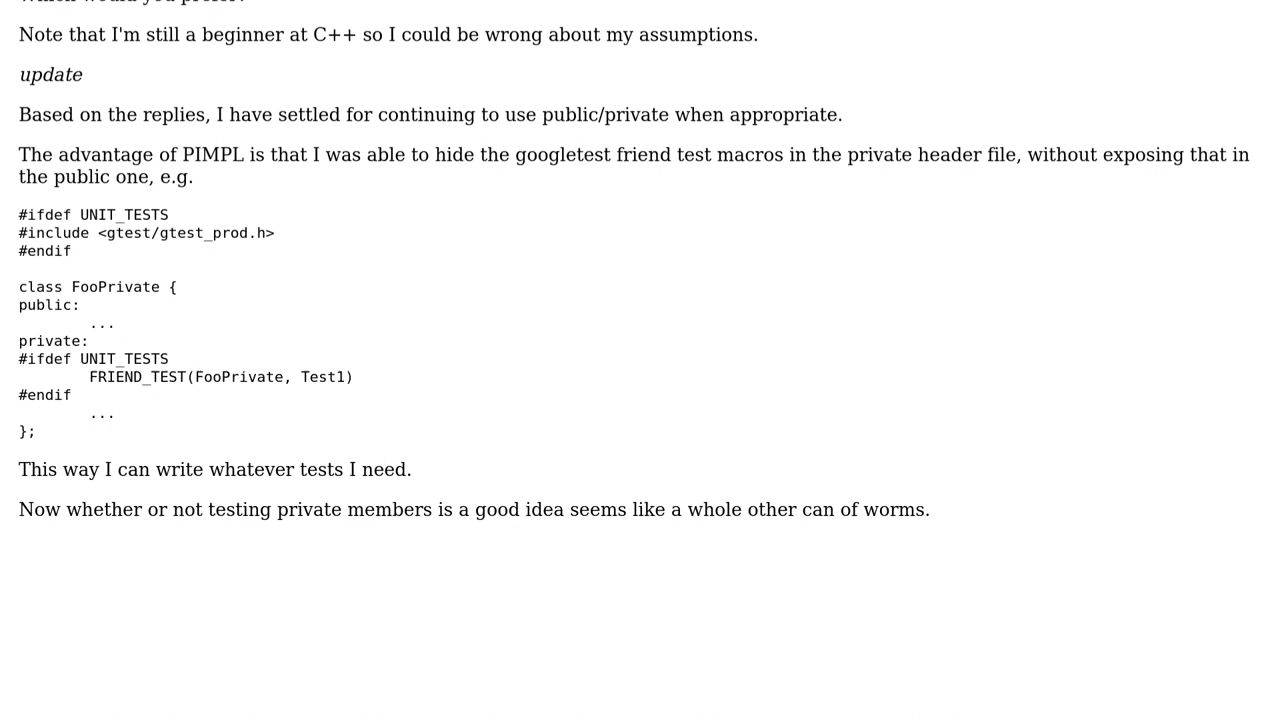 Which would you prefer?
Note that I'm still a beginner at C++ so I could be wrong about my assumptions.
update
Based on the replies, I have settled for continuing to use public/private when appropriate.
The advantage of PIMPL is that I was able to hide the googletest friend test macros in the private header file, without exposing that in
the public one, e.g.
#ifdef UNIT_TESTS
#include <gtest/gtest_prod.h>
#endif
class FooPrivate {
public:
        ...
private:
#ifdef UNIT_TESTS
        FRIEND_TEST(FooPrivate, Test1)
#endif
        ...
};
This way I can write whatever tests I need.
Now whether or not testing private members is a good idea seems like a whole other can of worms.